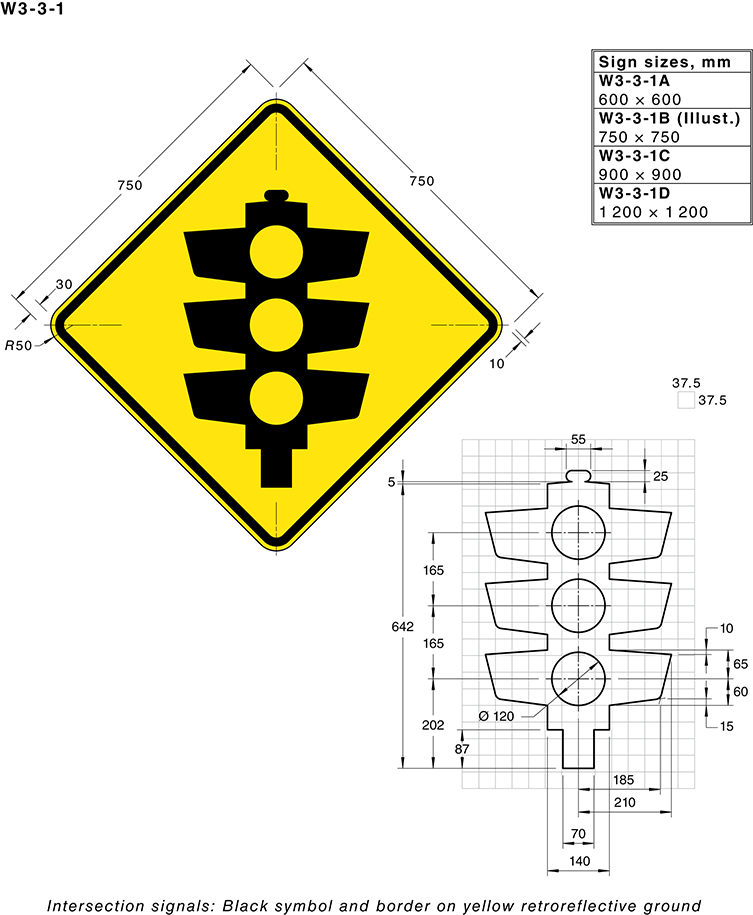 W3-3-1
Sign sizes, mm
W3-3-1A
600 × 600
W3-3-1B (Illust.)
750 × 750
W3-3-1C
900 × 900
W3-3-1D
1 200 × 1 200
750
750
30
R50
10
37.5
37.5
55
25
5
165
642
165
10
65
60
Ø 120
202
15
87
185
210
70
140
Intersection signals: Black symbol and border on yellow retroreflective ground